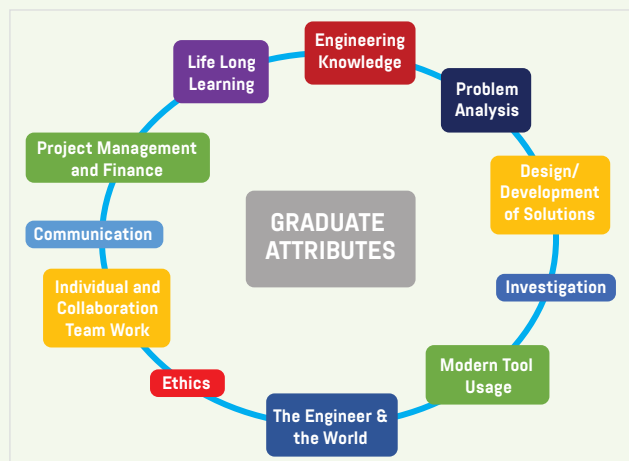 Engineering
Knowledge
Problem
Analysis
Design/
Development
of Solutions
Investigation
Modern Tool
Usage
The Engineer &
the World
Ethics
Individual and
Collaboration
Team Work
Communication
Project Management
and Finance
Life Long
Learning
GRADUATE
ATTRIBUTES